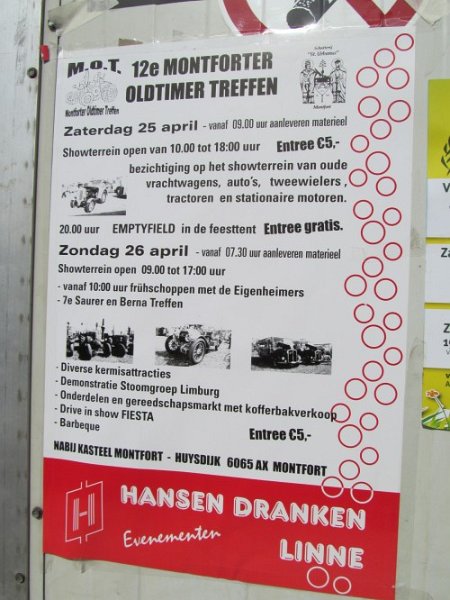 M.O.T.
Montforter Oldtimer Treffen
12e MONTFORTER
OLDTIMER TREFFEN
Schutterij
"St. Urbanus"
Montfort
Zaterdag 25 april - vanaf 09.00 uur aanleveren materieel
Showterrein open van 10.00 tot 18:00 uur Entree €5,-
bezichtiging op het showterrein van oude
vrachtwagens, auto's, tweewielers,
tractoren en stationaire motoren.
20.00 uur EMPTYFIELD in de feesttent Entree gratis.
Zondag 26 april - vanaf 07.30 uur aanleveren materieel
Showterrein open 09.00 tot 17:00 uur
- vanaf 10:00 uur frühschoppen met de Eigenheimers
- 7e Saurer en Berna Treffen
- Diverse kermisattracties
- Demonstratie Stoomgroep Limburg
- Onderdelen en gereedschapsmarkt met kofferbakverkoop
- Drive in show FIESTA
- Barbeque
Entree €5,-
NABIJ KASTEEL MONTFORT - HUYSDIJK 6065 AX MONTFORT
H
HANSEN DRANKEN
Evenementen
LINNE